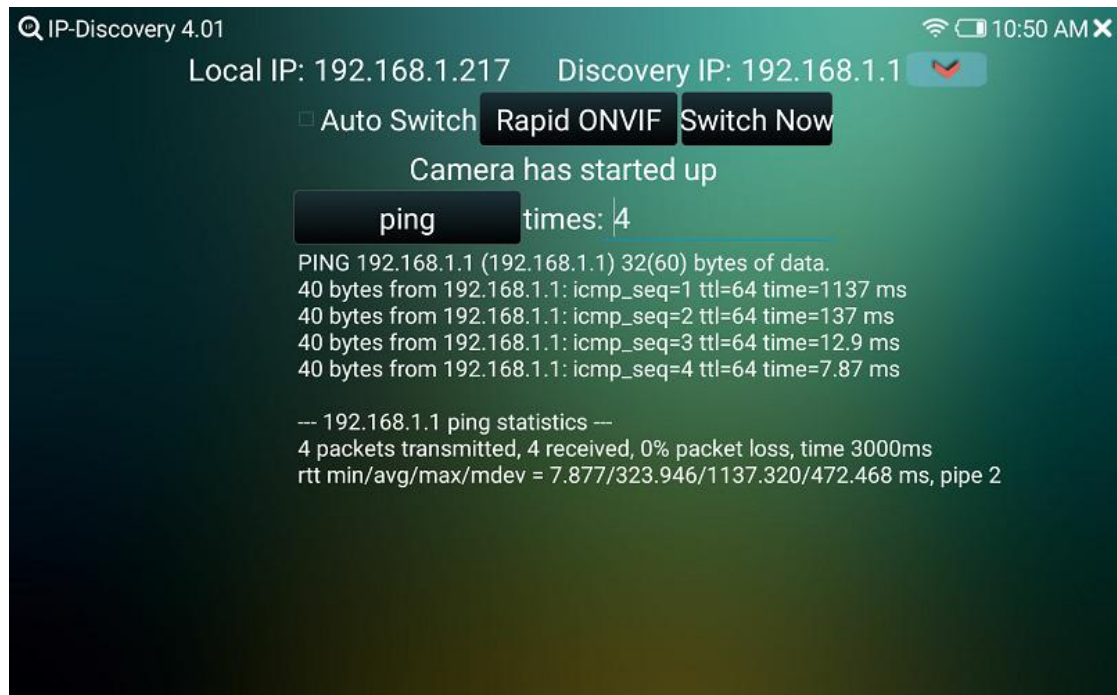 IP-Discovery 4.01 10:50 AM
Local IP: 192.168.1.217 Discovery IP: 192.168.1.1
Auto Switch Rapid ONVIF Switch Now
Camera has started up
ping times: 4
PING 192.168.1.1 (192.168.1.1) 32(60) bytes of data.
40 bytes from 192.168.1.1: icmp_seq=1 ttl=64 time=1137 ms
40 bytes from 192.168.1.1: icmp_seq=2 ttl=64 time=137 ms
40 bytes from 192.168.1.1: icmp_seq=3 ttl=64 time=12.9 ms
40 bytes from 192.168.1.1: icmp_seq=4 ttl=64 time=7.87 ms
--- 192.168.1.1 ping statistics ---
4 packets transmitted, 4 received, 0% packet loss, time 3000ms
rtt min/avg/max/mdev = 7.877/323.946/1137.320/472.468 ms, pipe 2